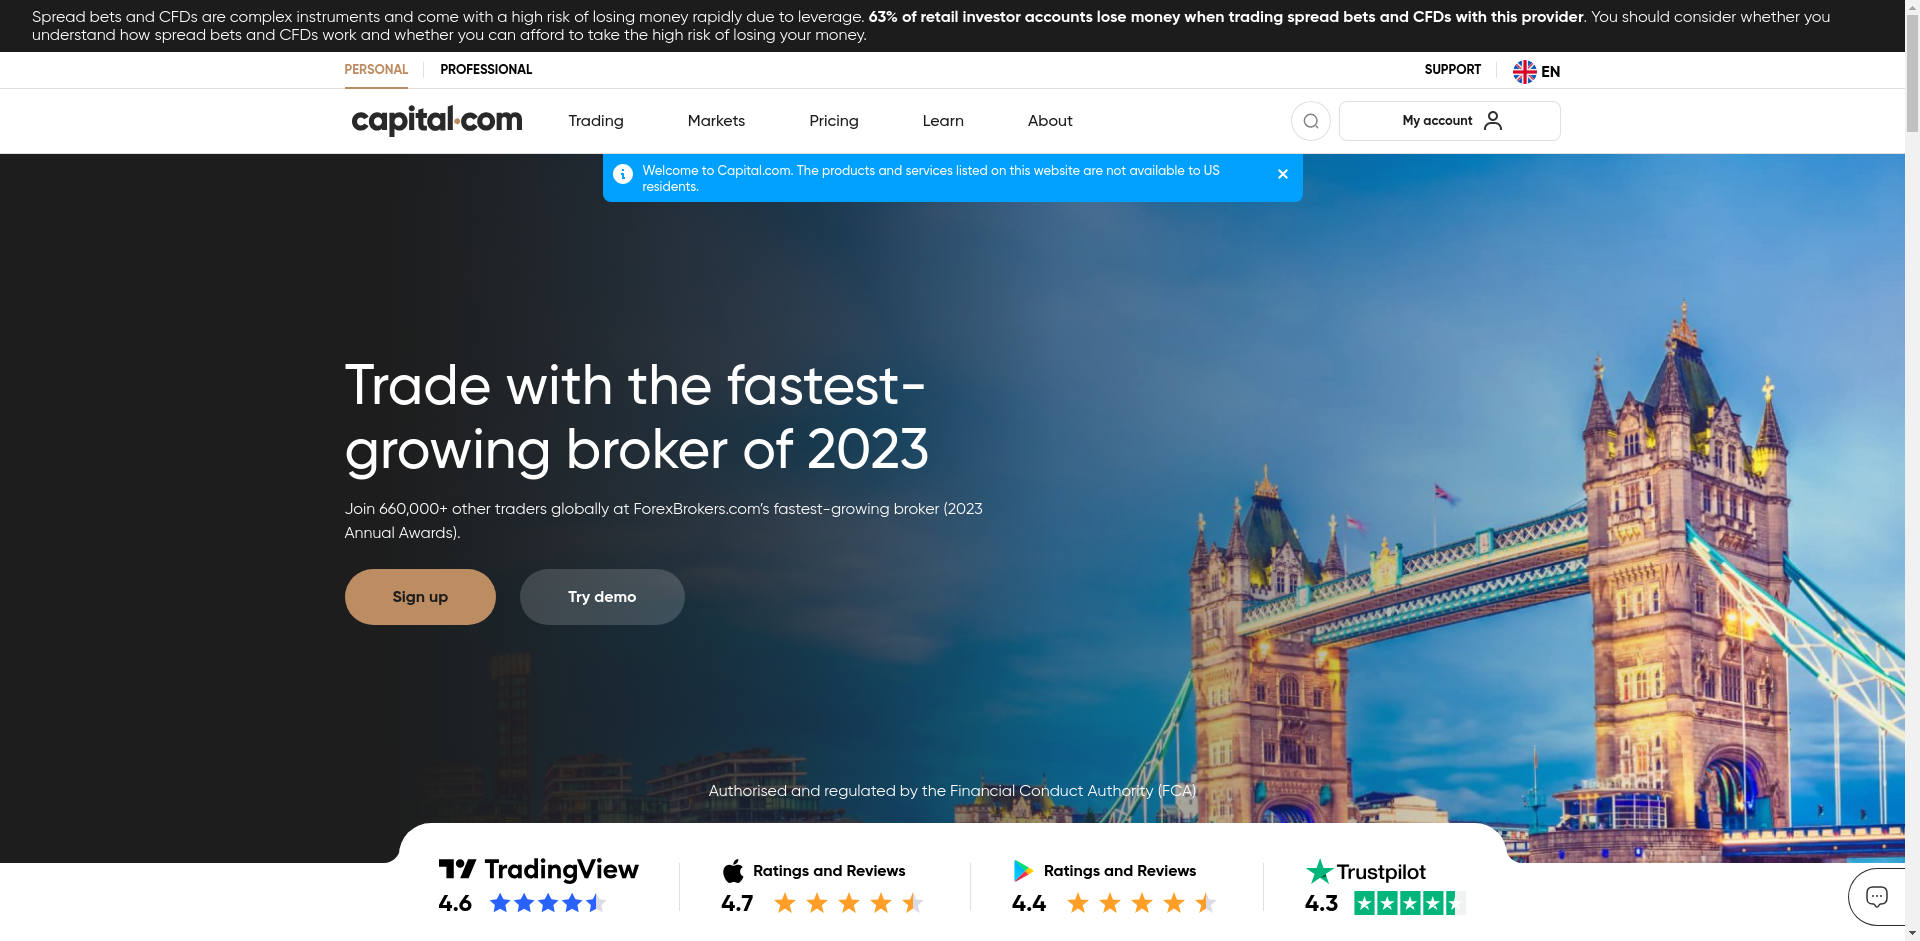 Spread bets and CFDs are complex instruments and come with a high risk of losing money rapidly due to leverage. 63% of retail investor accounts lose money when trading spread bets and CFDs with this provider. You should consider whether you
understand how spread bets and CFDs work and whether you can afford to take the high risk of losing your money.
PERSONAL PROFESSIONAL SUPPORT EN
capital.com Trading Markets Pricing Learn About My account
Welcome to Capital.com. The products and services listed on this website are not available to US
residents.
Trade with the fastest-
growing broker of 2023
Join 660,000+ other traders globally at ForexBrokers.com's fastest-growing broker (2023
Annual Awards).
Sign up Try demo
Authorised and regulated by the Financial Conduct Authority (FCA)
TradingView Ratings and Reviews Ratings and Reviews Trustpilot
4.6 4.7 4.4 4.3